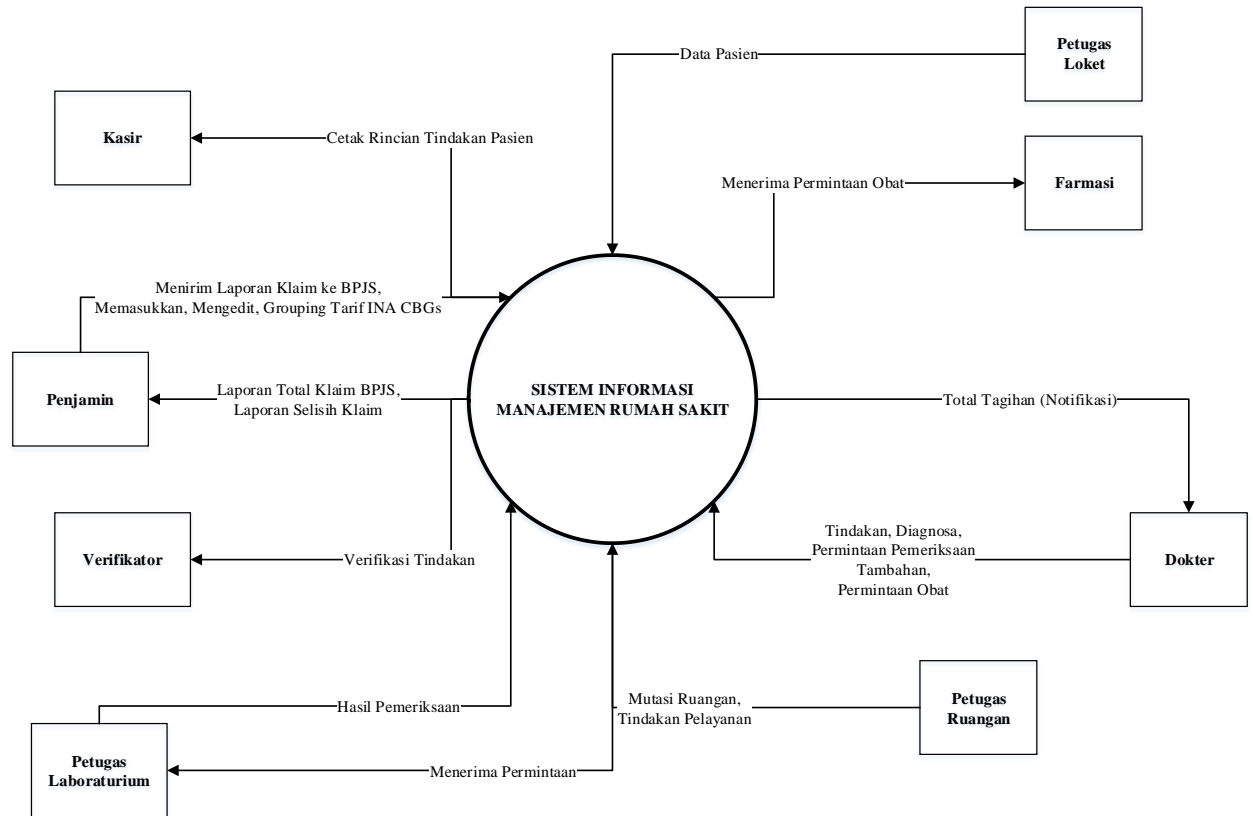 Petugas
Loket
Data Pasien
Kasir
Cetak Rincian Tindakan Pasien
Menerima Permintaan Obat
Farmasi
Menirim Laporan Klaim ke BPJS,
Memasukkan, Mengedit, Grouping Tarif INA CBGs
Penjamin
Laporan Total Klaim BPJS,
Laporan Selisih Klaim
SISTEM INFORMASI
MANAJEMEN RUMAH SAKIT
Total Tagihan (Notifikasi)
Verifikator
Verifikasi Tindakan
Tindakan, Diagnosa,
Permintaan Pemeriksaan
Tambahan,
Permintaan Obat
Dokter
Hasil Pemeriksaan
Mutasi Ruangan,
Tindakan Pelayanan
Petugas
Ruangan
Petugas
Laboraturium
Menerima Permintaan